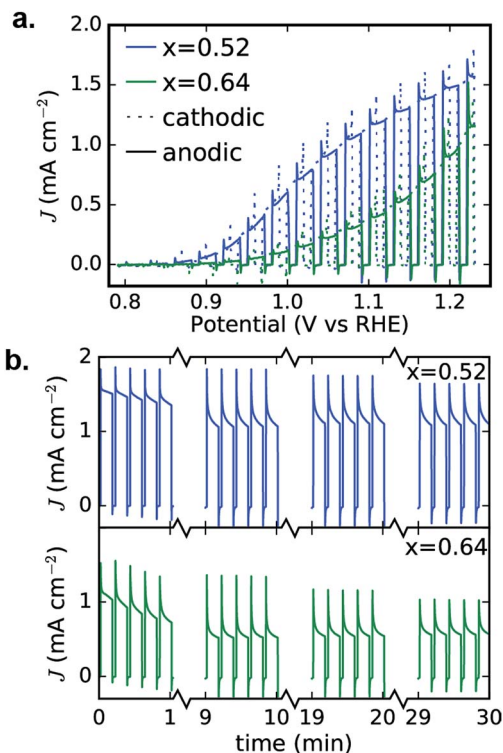 a.
2.0
1.5
1.0
0.5
0.0
J (mA cm⁻²)
x=0.52
x=0.64
cathodic
anodic
0.8 0.9 1.0 1.1 1.2
Potential (V vs RHE)
b.
2
1
0
J (mA cm⁻²)
x=0.52
1
0
J (mA cm⁻²)
x=0.64
0 1 9 10 19 20 29 30
time (min)